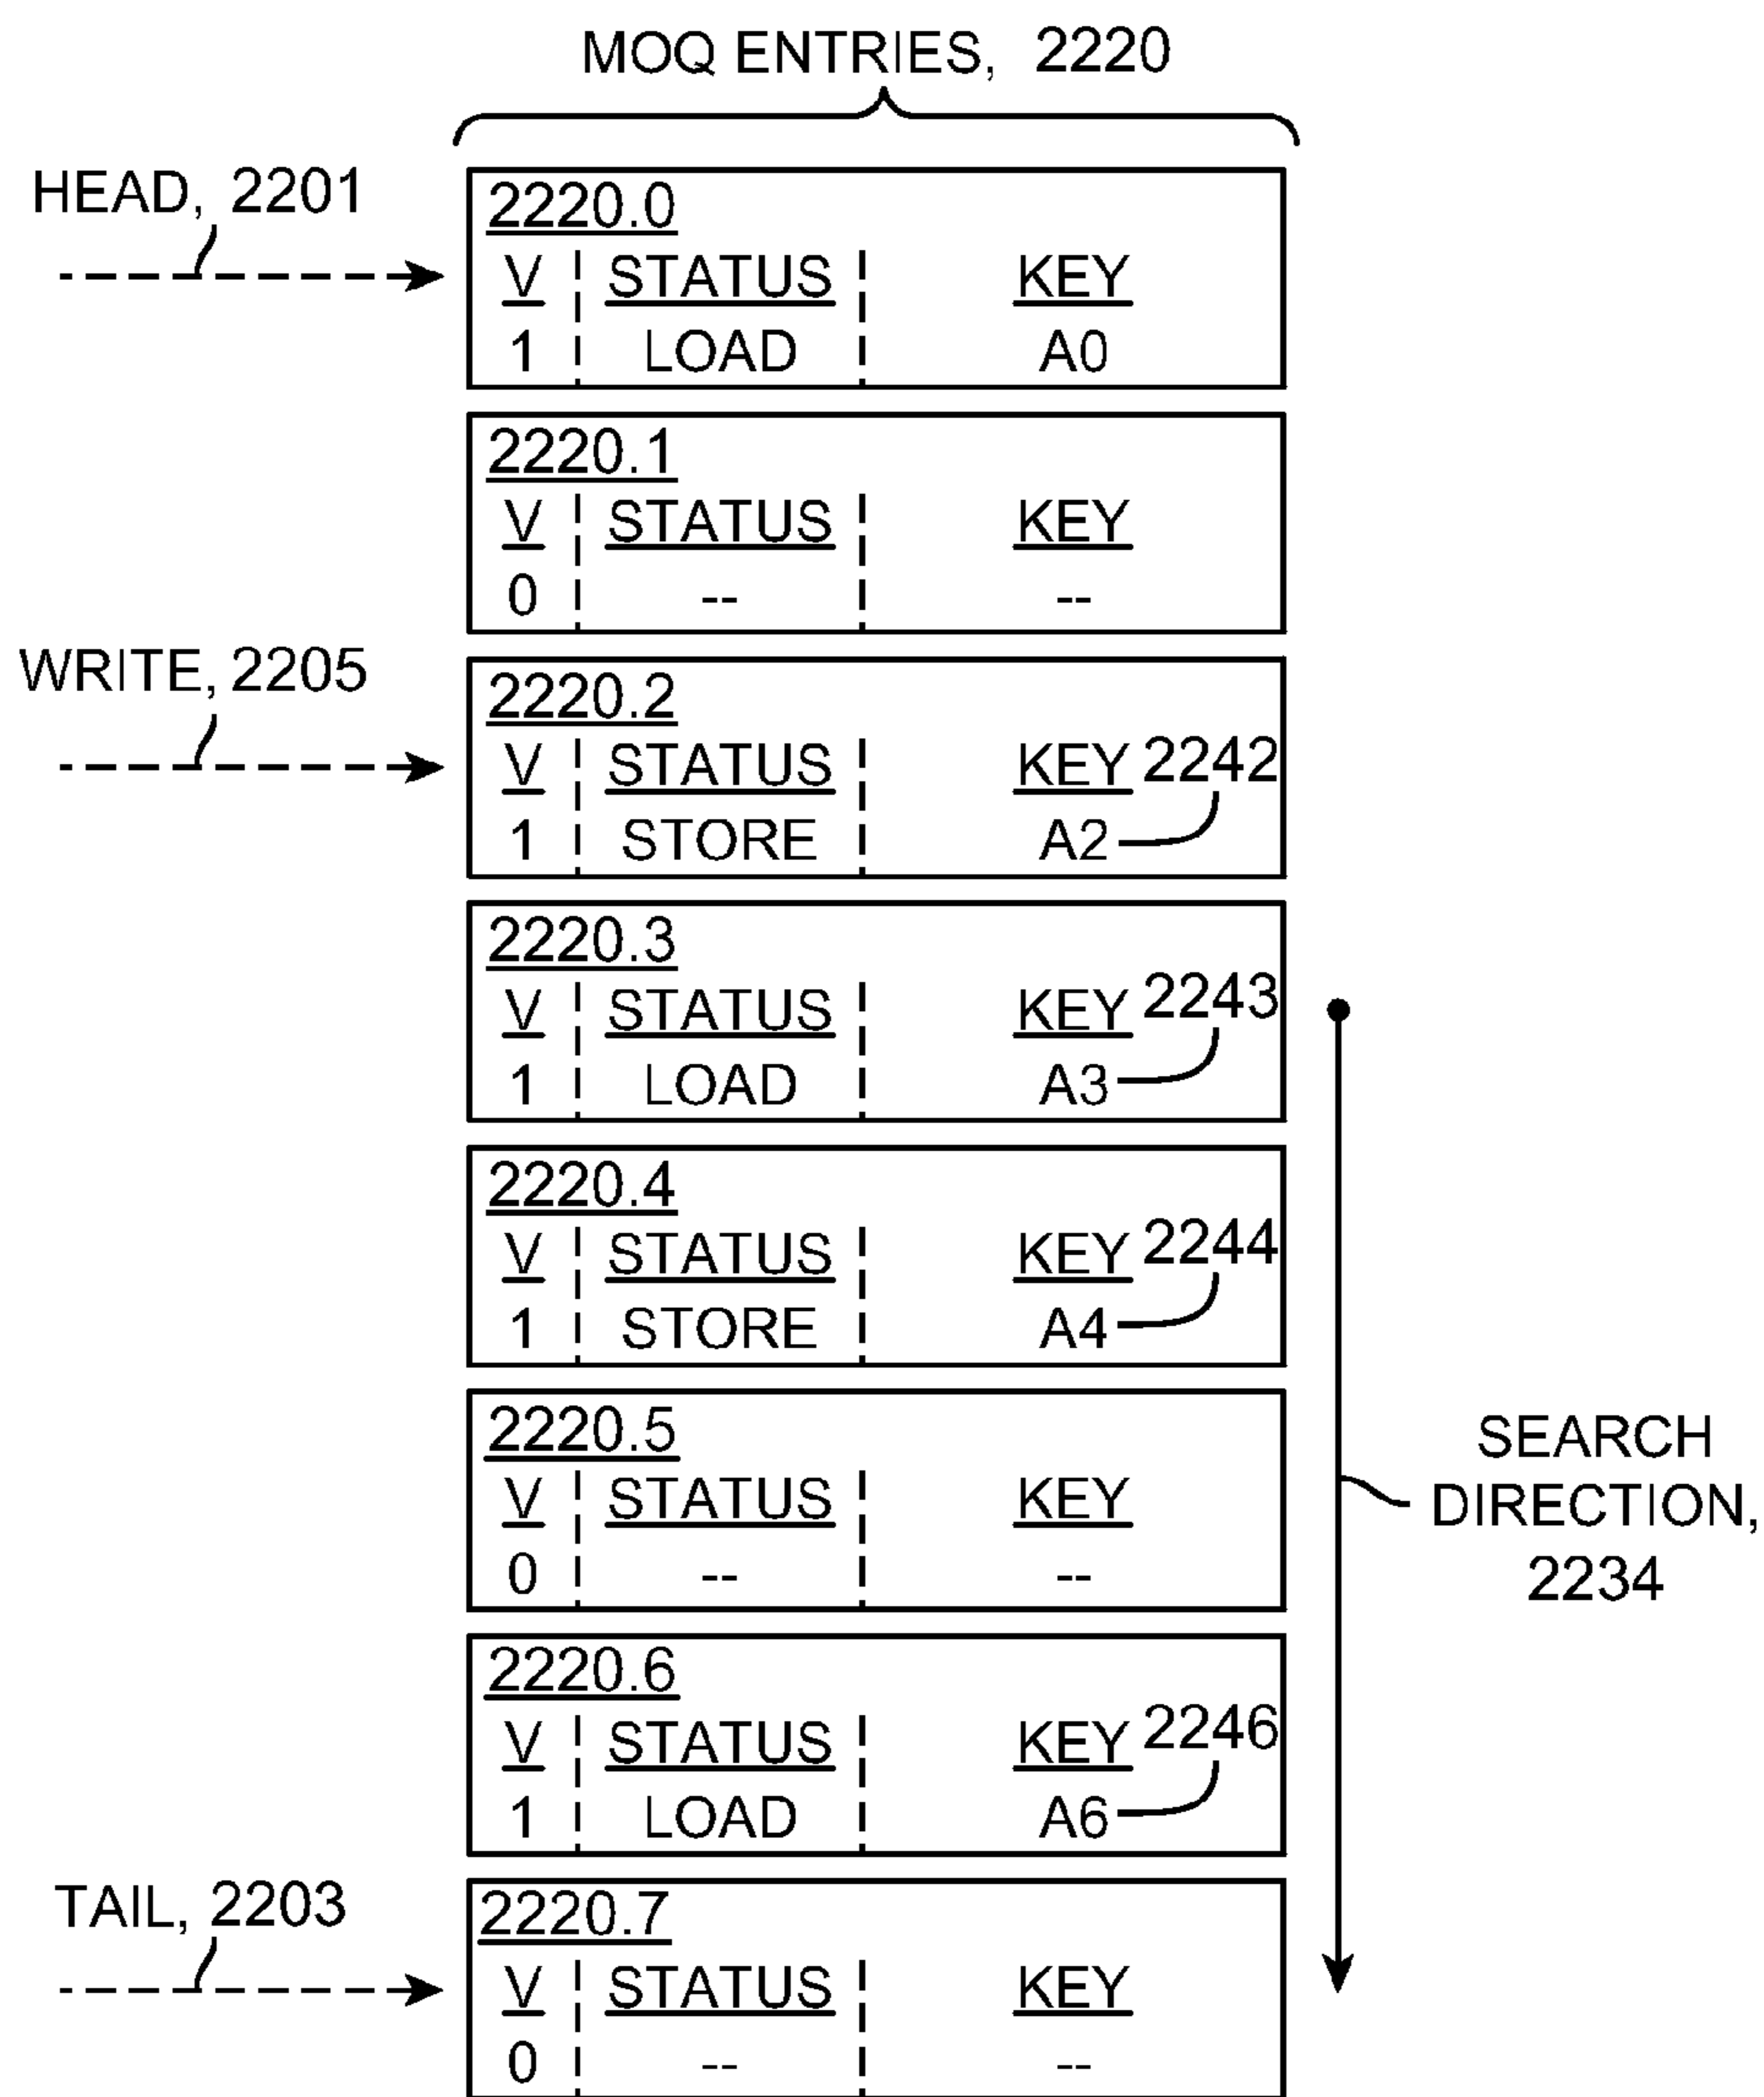 MOQ ENTRIES, 2220
HEAD, 2201
2220.0
V STATUS KEY
1 LOAD A0
2220.1
V STATUS KEY
0 -- --
WRITE, 2205
2220.2
V STATUS KEY 2242
1 STORE A2
2220.3
V STATUS KEY 2243
1 LOAD A3
2220.4
V STATUS KEY 2244
1 STORE A4
2220.5
V STATUS KEY
0 -- --
SEARCH
DIRECTION,
2234
2220.6
V STATUS KEY 2246
1 LOAD A6
TAIL, 2203
2220.7
V STATUS KEY
0 -- --